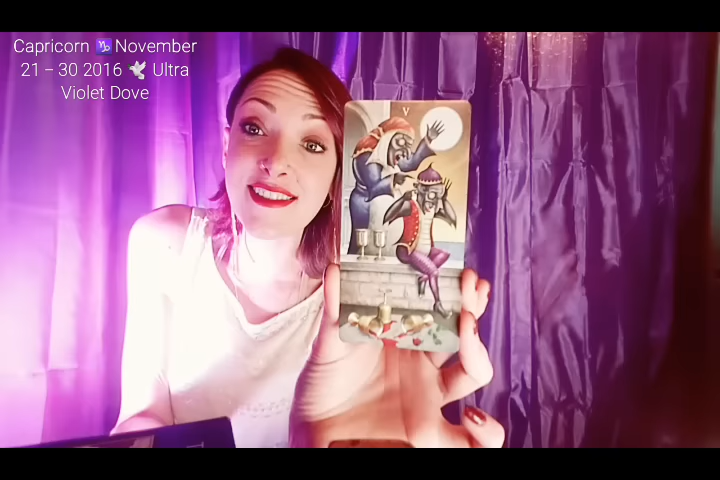 Capricorn ♑ November
21 – 30 2016 🕊 Ultra
Violet Dove
V